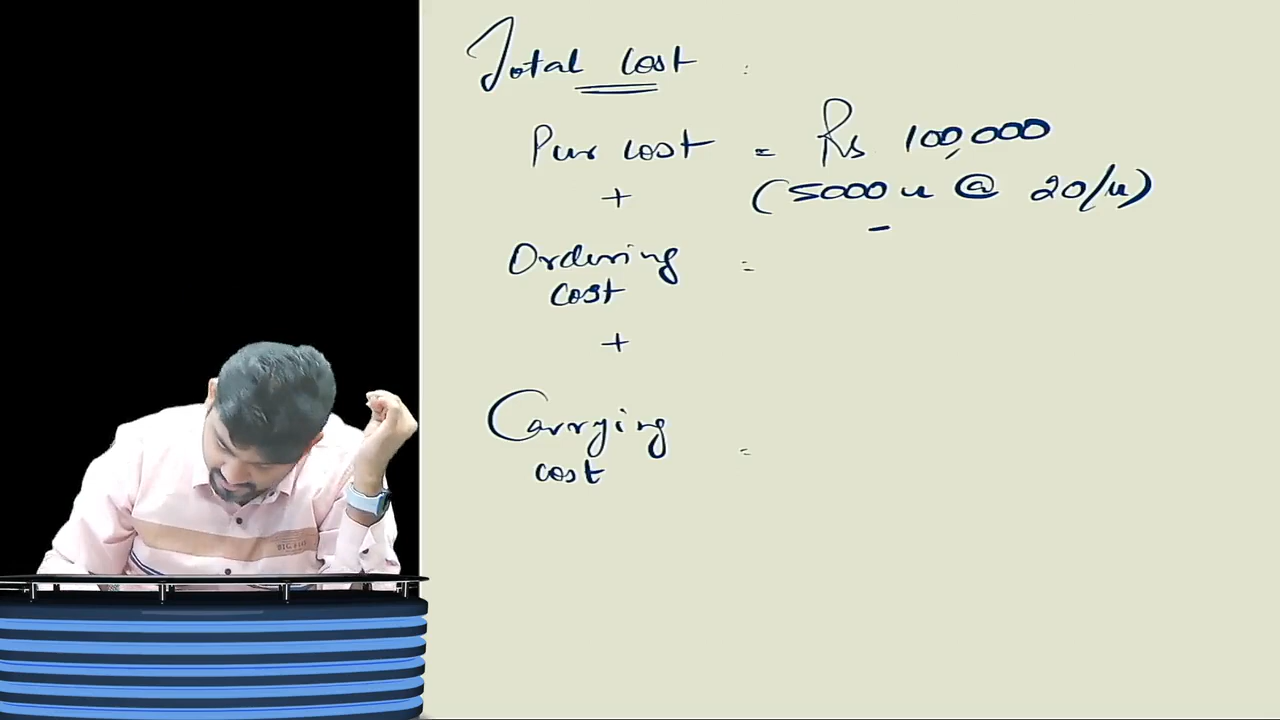 Total cost :
Pur cost = Rs 100,000
+ (5000 u @ 20/u)
Ordering =
cost
+
Carrying =
cost